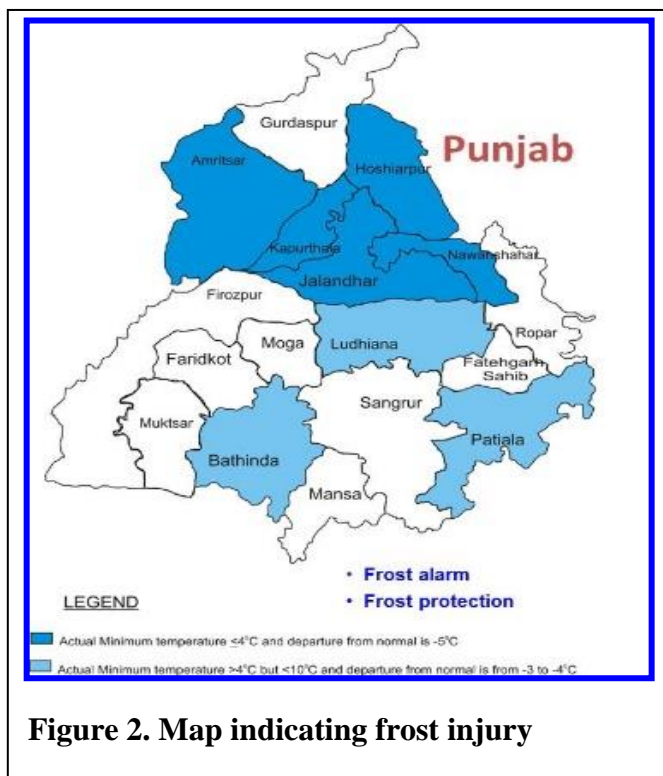 Gurdaspur
Punjab
Amritsar
Hoshiarpur
Kapurthala
Nawanshahar
Jalandhar
Firozpur
Ropar
Moga
Ludhiana
Faridkot
Fatehgarh
Sahib
Sangrur
Muktsar
Patiala
Bathinda
Mansa
• Frost alarm
• Frost protection
LEGEND
Actual Minimum temperature ≤4°C and departure from normal is -5°C
Actual Minimum temperature >4°C but <10°C and departure from normal is from -3 to -4°C
Figure 2. Map indicating frost injury